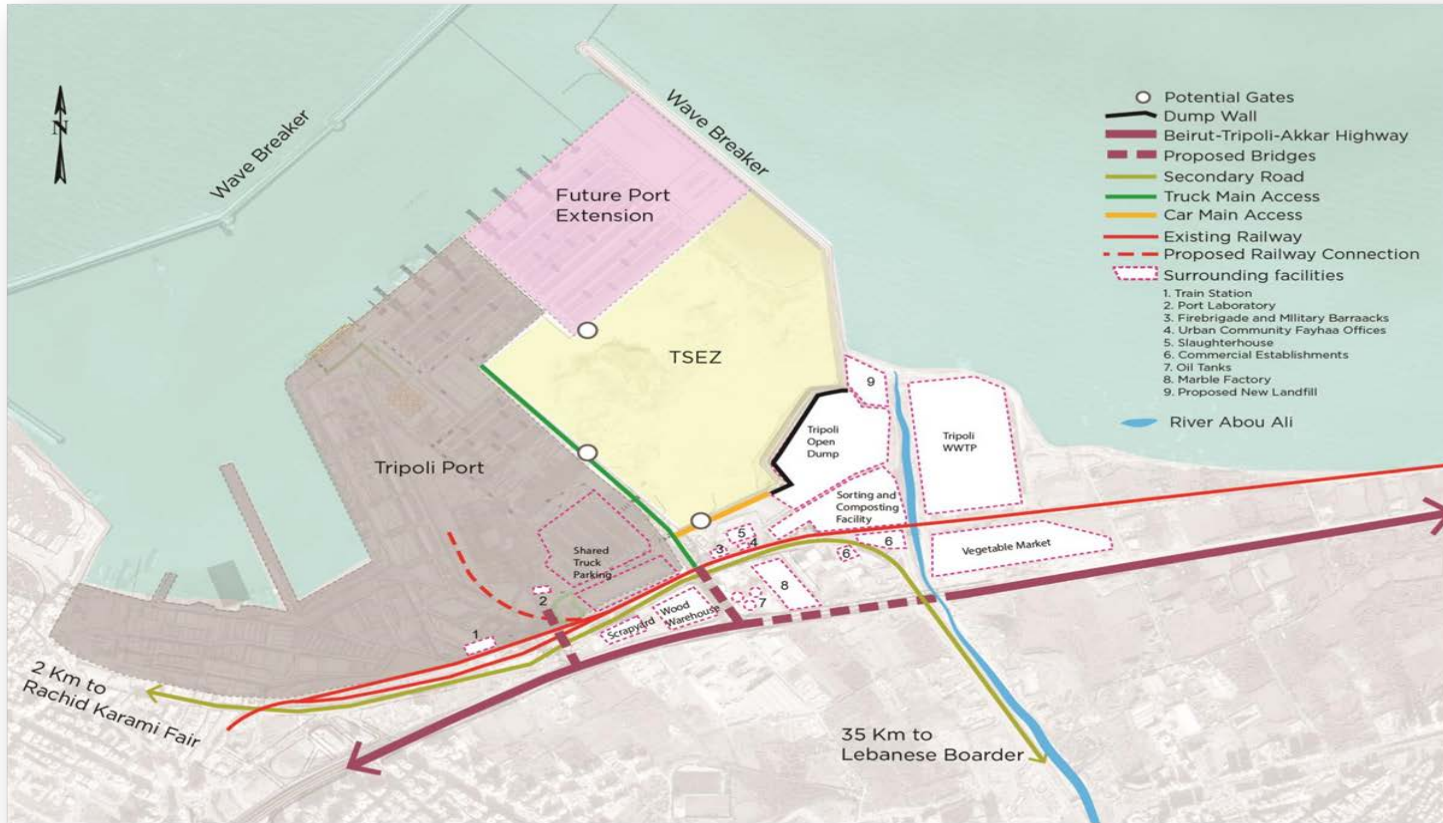 N
Wave Breaker
Wave Breaker
Future Port
Extension
TSEZ
Tripoli Port
Shared
Truck
Parking
Tripoli
Open
Dump
Sorting and
Composting
Facility
Tripoli
WWTP
Vegetable Market
Wood
Warehouse
Scrapyard
1
2
3
4
5
6
6
7
8
9
2 Km to
Rachid Karami Fair
35 Km to
Lebanese Boarder
Potential Gates
Dump Wall
Beirut-Tripoli-Akkar Highway
Proposed Bridges
Secondary Road
Truck Main Access
Car Main Access
Existing Railway
Proposed Railway Connection
Surrounding facilities
1. Train Station
2. Port Laboratory
3. Firebrigade and Military Barraacks
4. Urban Community Fayhaa Offices
5. Slaughterhouse
6. Commercial Establishments
7. Oil Tanks
8. Marble Factory
9. Proposed New Landfill
River Abou Ali